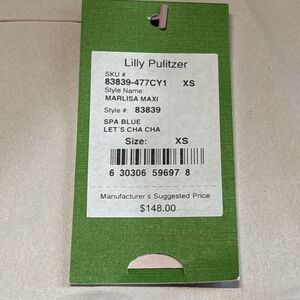 Lilly Pulitzer
SKU #
83839-477CY1 XS
Style Name:
MARLISA MAXI
Style #: 83839
SPA BLUE
LET'S CHA CHA
Size: XS
6 30306 59697 8
Manufacturer's Suggested Price
$148.00